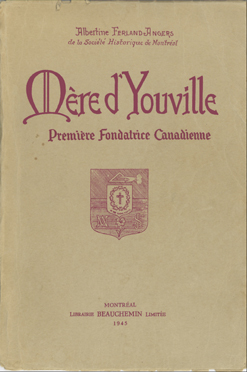 Albertine Ferland-Angers
de la Société Historique de Montréal
Mère d'Youville
Première Fondatrice Canadienne
MONTRÉAL
Librairie BEAUCHEMIN Limitée
1945